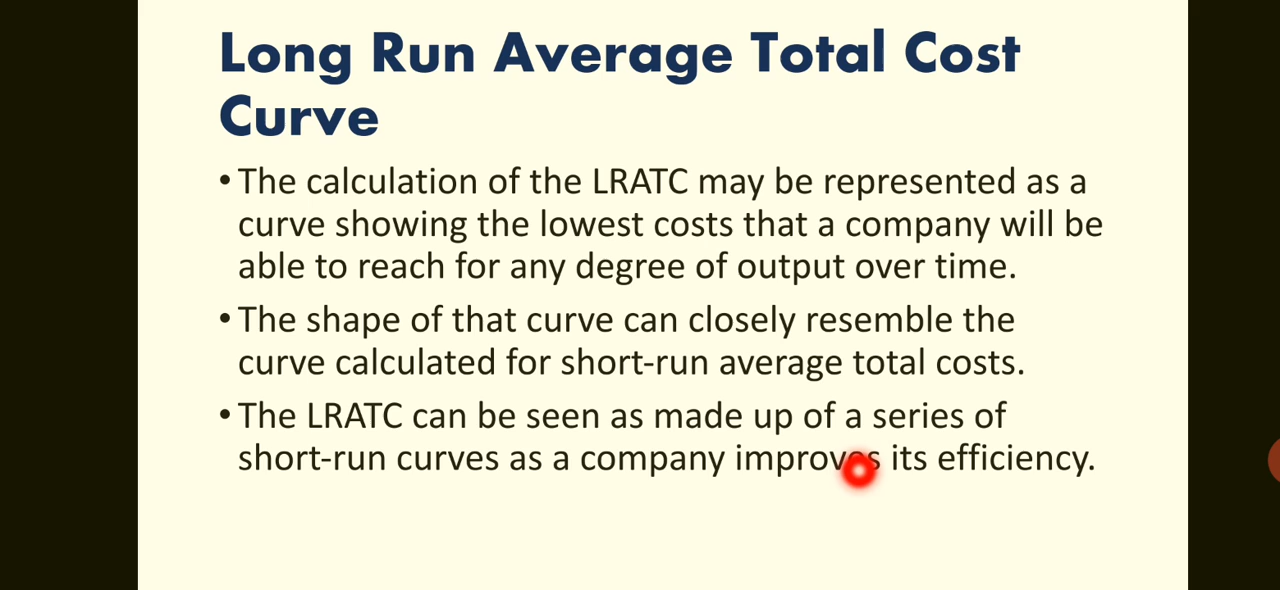 Long Run Average Total Cost
Curve
•The calculation of the LRATC may be represented as a
curve showing the lowest costs that a company will be
able to reach for any degree of output over time.
•The shape of that curve can closely resemble the
curve calculated for short-run average total costs.
•The LRATC can be seen as made up of a series of
short-run curves as a company improves its efficiency.